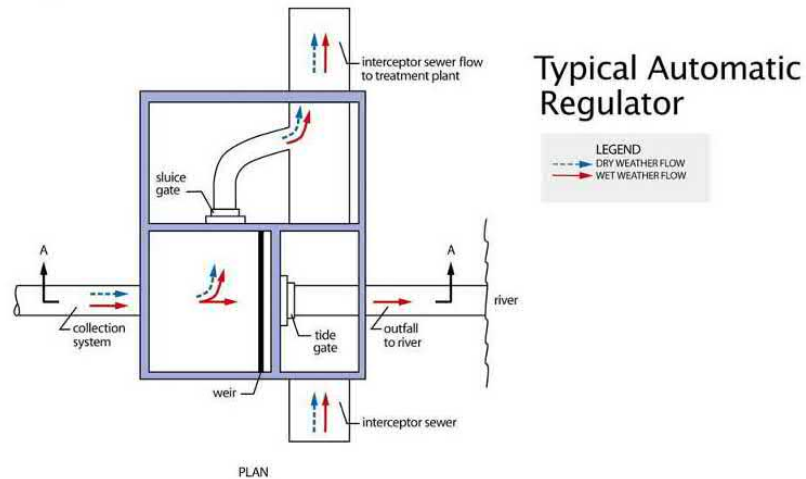 interceptor sewer flow
to treatment plant
Typical Automatic
Regulator
LEGEND
DRY WEATHER FLOW
WET WEATHER FLOW
sluice
gate
A
A
collection
system
tide
gate
outfall
to river
river
weir
interceptor sewer
PLAN